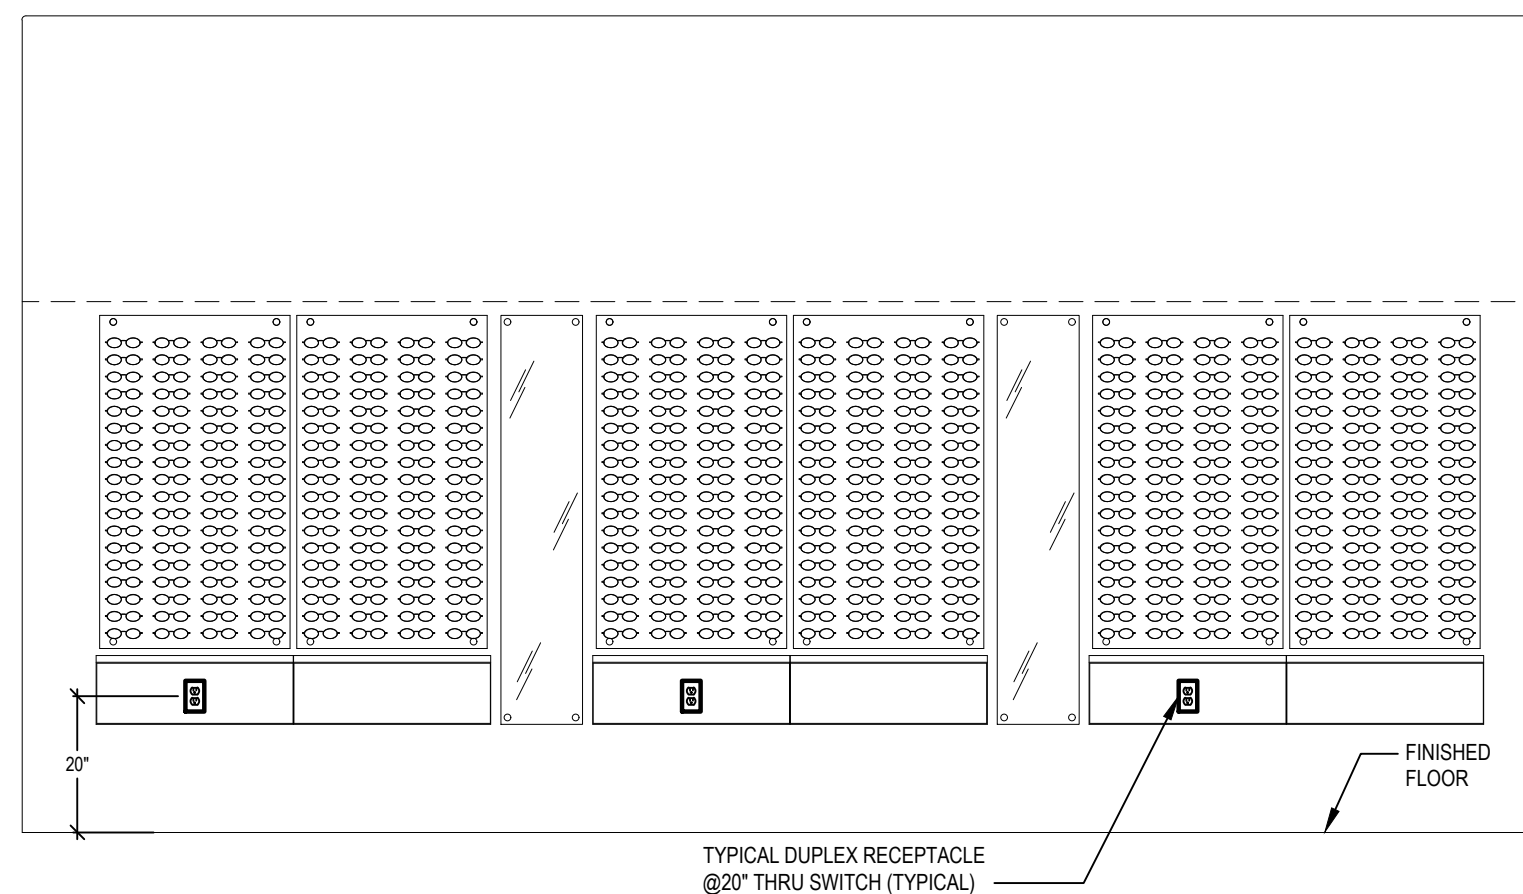 20"
FINISHED
FLOOR
TYPICAL DUPLEX RECEPTACLE
@20" THRU SWITCH (TYPICAL)